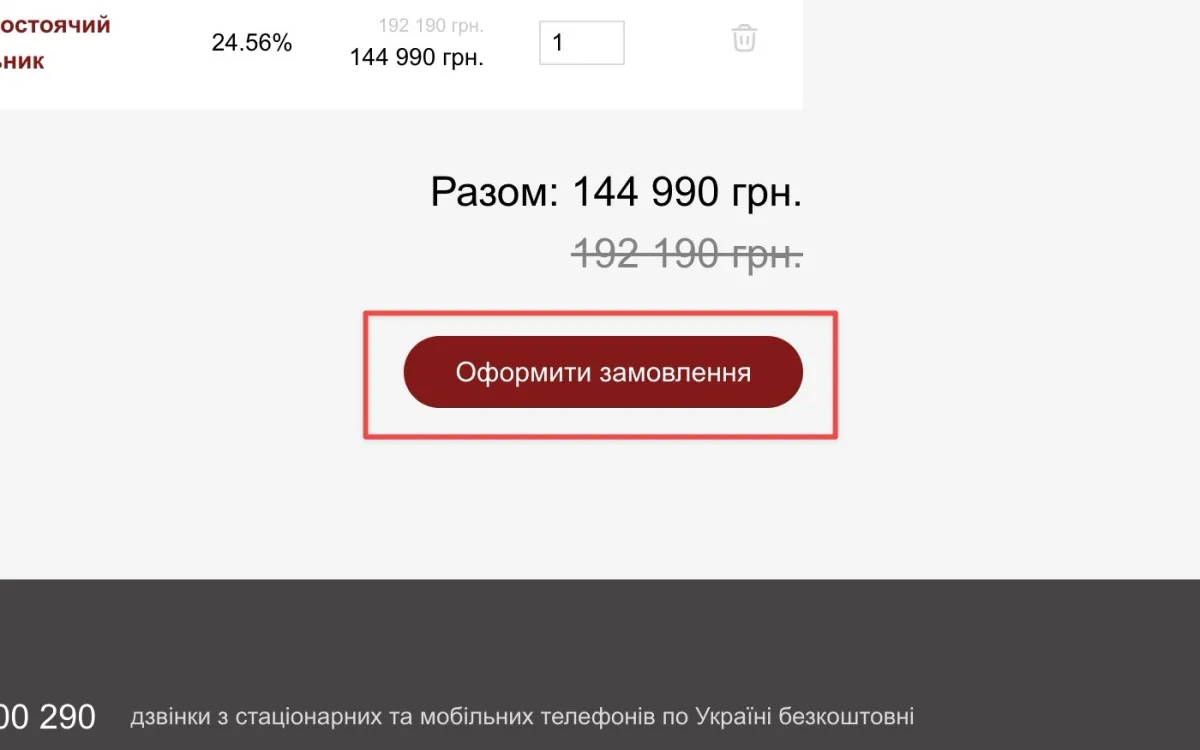 остоячий
ьник
24.56%
192 190 грн.
144 990 грн.
1
Разом: 144 990 грн.
192 190 грн.
Оформити замовлення
00 290
дзвінки з стаціонарних та мобільних телефонів по Україні безкоштовні